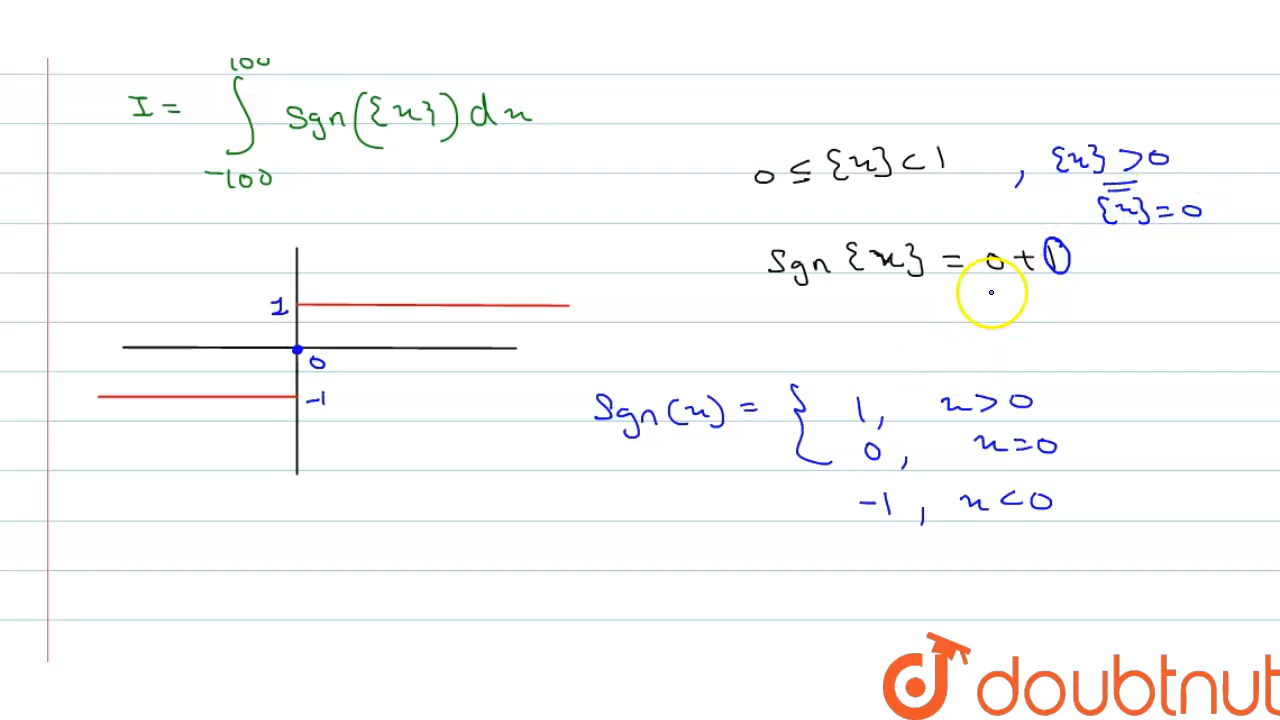 100
I = ∫ sgn({x}) dx
-100
0 ≤ {x} < 1 , {x} > 0
{x} = 0
Sgn {x} = 0 + 1
1
0
-1
Sgn(x) = { 1, x > 0
0, x = 0
-1, x < 0
doubtnut